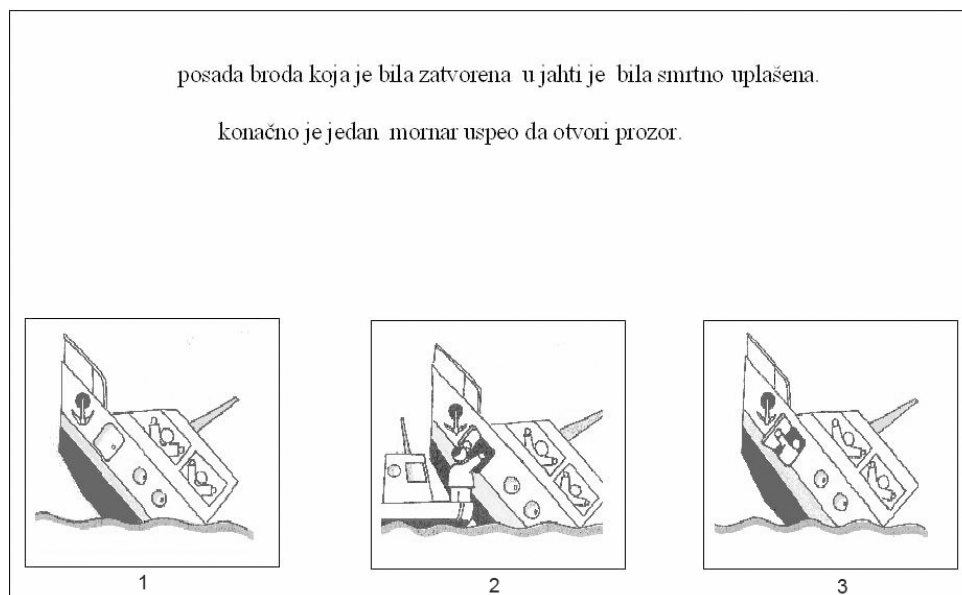 posada broda koja je bila zatvorena u jahti je bila smrtno uplašena.
konačno je jedan mornar uspeo da otvori prozor.
1 2 3